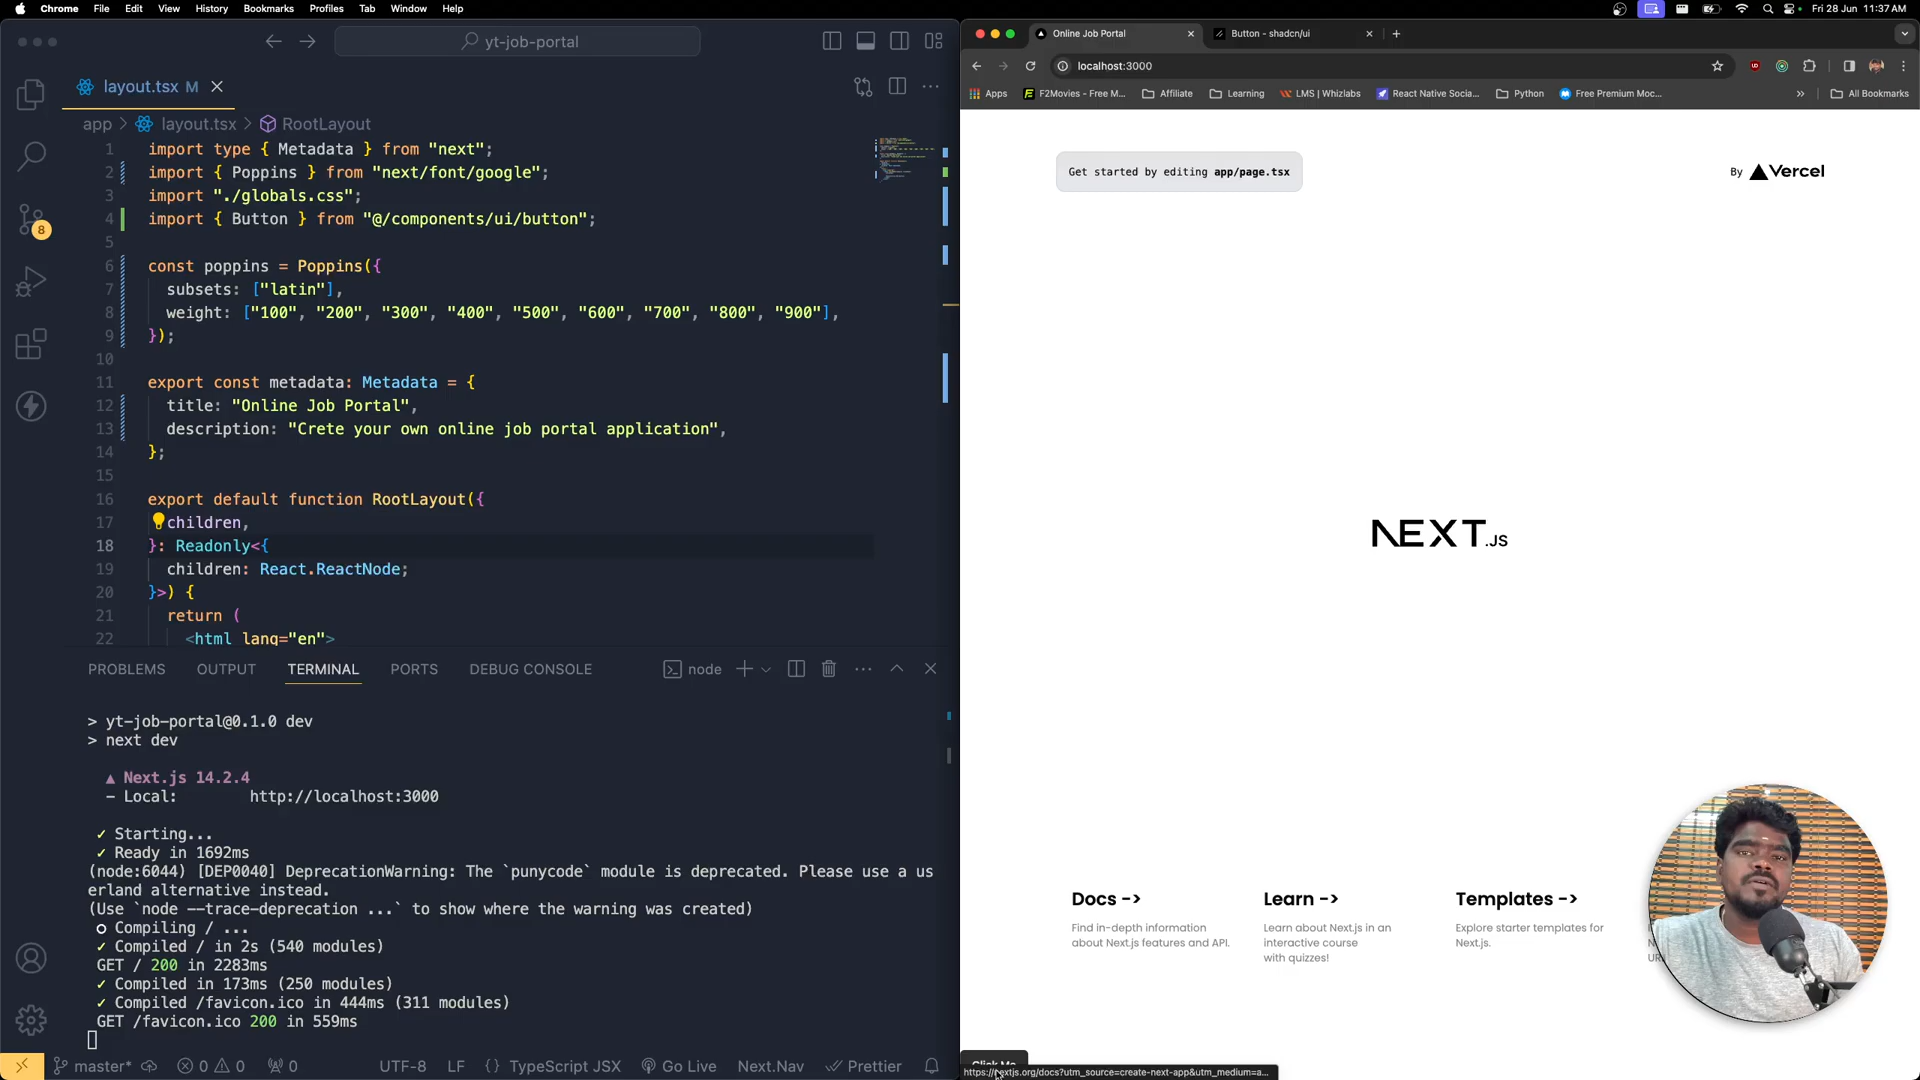 Chrome File Edit View History Bookmarks Profiles Tab Window Help
Fri 28 Jun 11:37 AM
yt-job-portal
layout.tsx M
app > layout.tsx > RootLayout
1 import type { Metadata } from "next";
2 import { Poppins } from "next/font/google";
3 import "./globals.css";
4 import { Button } from "@/components/ui/button";
5
6 const poppins = Poppins({
7 subsets: ["latin"],
8 weight: ["100", "200", "300", "400", "500", "600", "700", "800", "900"],
9 });
10
11 export const metadata: Metadata = {
12 title: "Online Job Portal",
13 description: "Crete your own online job portal application",
14 };
15
16 export default function RootLayout({
17 children,
18 }: Readonly<{
19 children: React.ReactNode;
20 }>) {
21 return (
22 <html lang="en">
8
PROBLEMS OUTPUT TERMINAL PORTS DEBUG CONSOLE
node
> yt-job-portal@0.1.0 dev
> next dev
▲ Next.js 14.2.4
- Local: http://localhost:3000
✓ Starting...
✓ Ready in 1692ms
(node:6044) [DEP0040] DeprecationWarning: The `punycode` module is deprecated. Please use a us
erland alternative instead.
(Use `node --trace-deprecation ...` to show where the warning was created)
○ Compiling / ...
✓ Compiled / in 2s (540 modules)
GET / 200 in 2283ms
✓ Compiled in 173ms (250 modules)
✓ Compiled /favicon.ico in 444ms (311 modules)
GET /favicon.ico 200 in 559ms
master* 0 0 0 UTF-8 LF {} TypeScript JSX Go Live Next.Nav Prettier
Online Job Portal
Button - shadcn/ui
localhost:3000
Apps F2Movies - Free M... Affiliate Learning LMS | Whizlabs React Native Socia... Python Free Premium Moc... » All Bookmarks
Get started by editing app/page.tsx
By Vercel
NEXT.JS
Docs ->
Find in-depth information
about Next.js features and API.
Learn ->
Learn about Next.js in an
interactive course
with quizzes!
Templates ->
Explore starter templates for
Next.js.
https://nextjs.org/docs?utm_source=create-next-app&utm_medium=a...